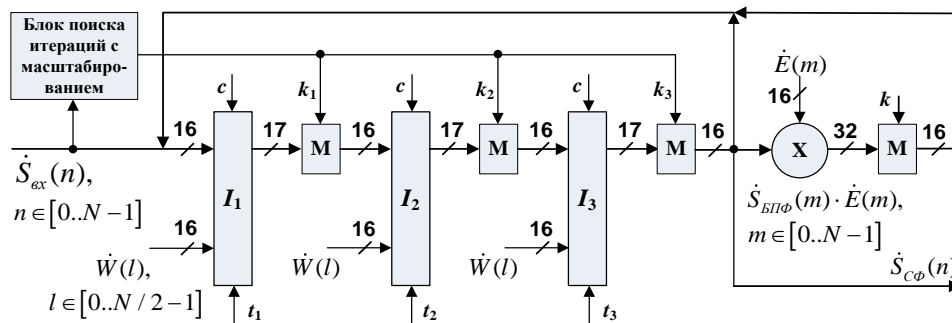 Блок поиска
итераций с
масштабиро-
ванием
c
k₁
c
k₂
c
k₃
Ė(m)
16
k
16
17
16
17
16
17
16
32
16
M
M
M
X
M
Ṡвх(n),
n∈[0..N−1]
I₁
I₂
I₃
ṠБПФ(m)·Ė(m),
m∈[0..N−1]
16
16
16
Ẇ(l),
l∈[0..N/2−1]
Ẇ(l)
Ẇ(l)
ṠСФ(n)
t₁
t₂
t₃